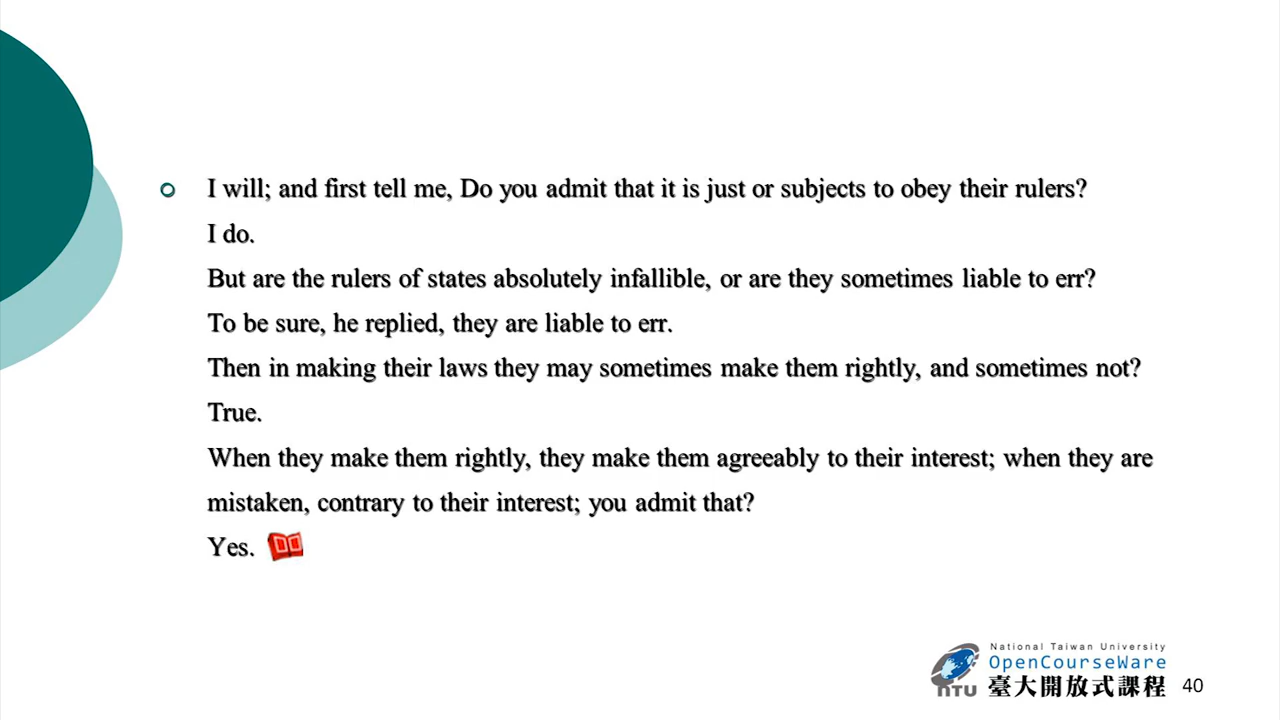 I will; and first tell me, Do you admit that it is just or subjects to obey their rulers?
I do.
But are the rulers of states absolutely infallible, or are they sometimes liable to err?
To be sure, he replied, they are liable to err.
Then in making their laws they may sometimes make them rightly, and sometimes not?
True.
When they make them rightly, they make them agreeably to their interest; when they are
mistaken, contrary to their interest; you admit that?
Yes.
National Taiwan University
OpenCourseWare
NTU 臺大開放式課程
40